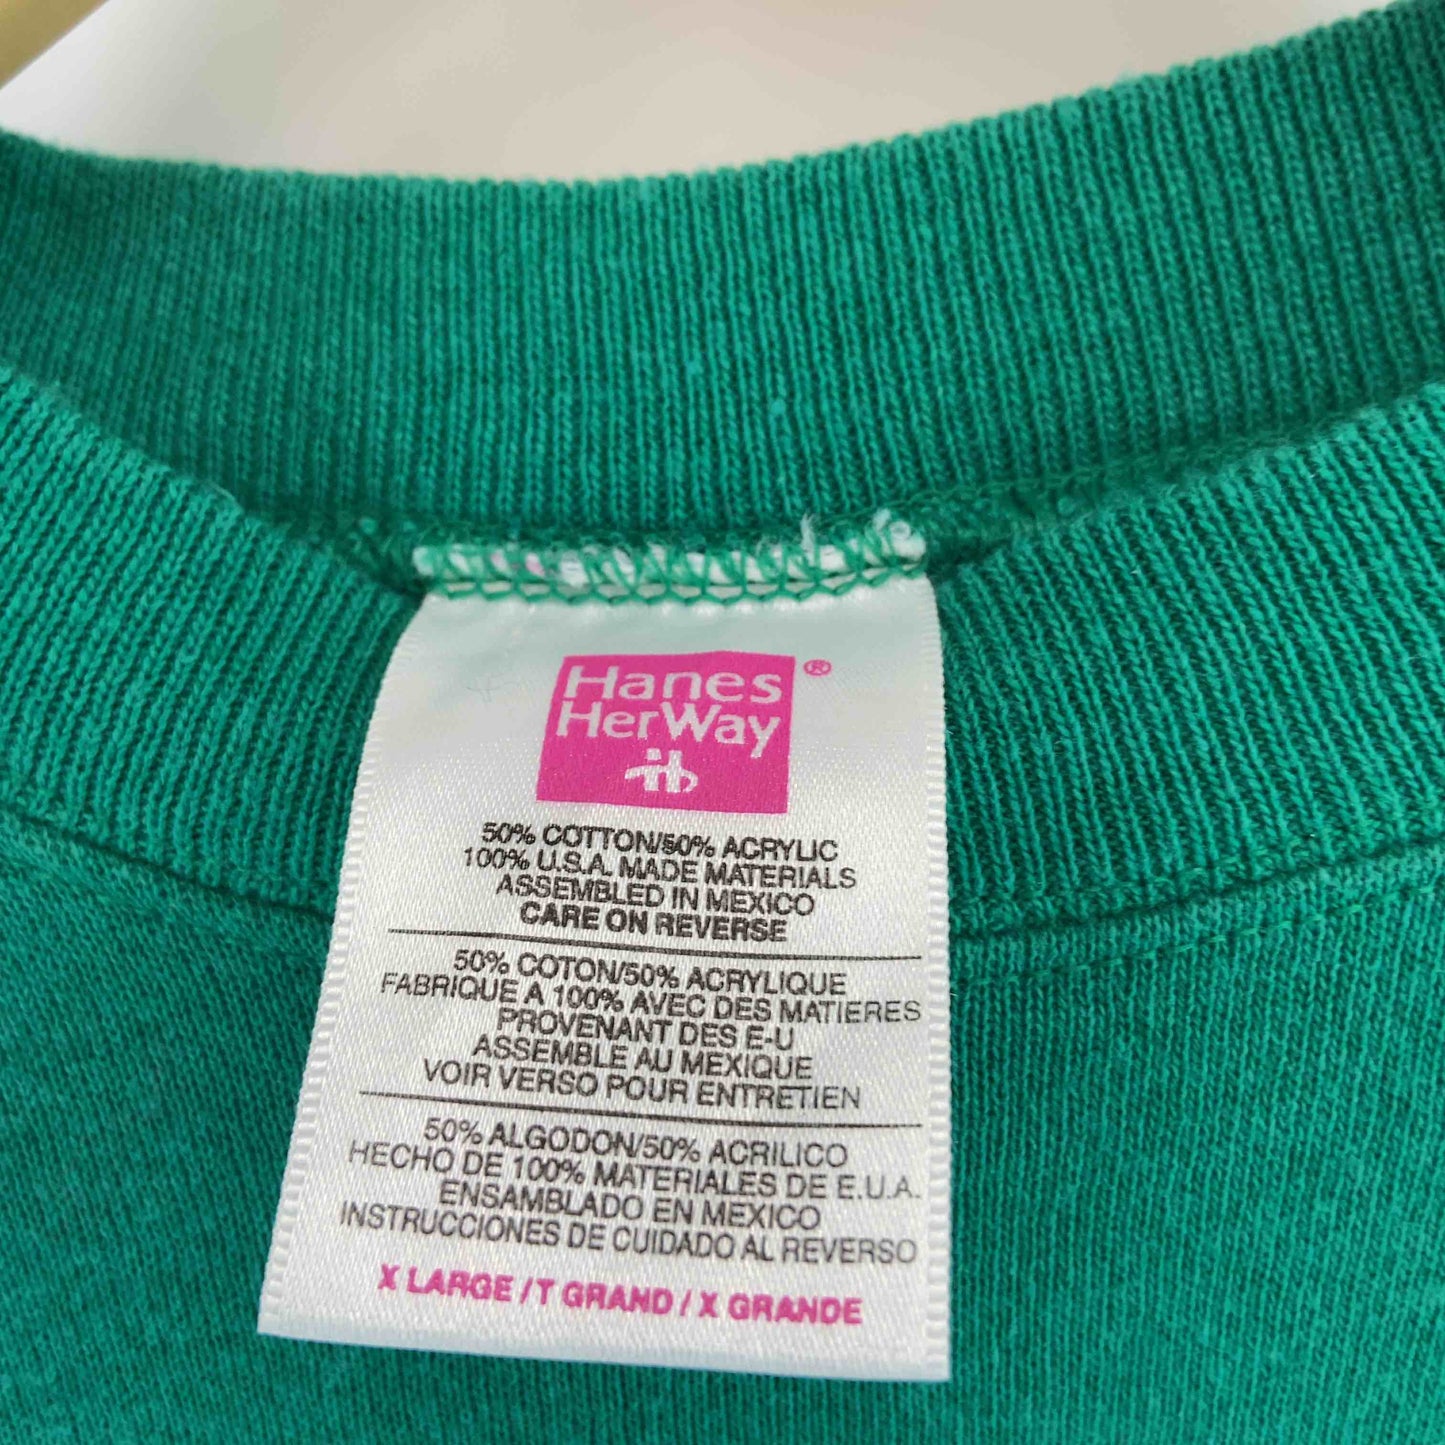 Hanes ®
HerWay
50% COTTON/50% ACRYLIC
100% U.S.A. MADE MATERIALS
ASSEMBLED IN MEXICO
CARE ON REVERSE
50% COTON/50% ACRYLIQUE
FABRIQUE A 100% AVEC DES MATIERES
PROVENANT DES E-U
ASSEMBLE AU MEXIQUE
VOIR VERSO POUR ENTRETIEN
50% ALGODON/50% ACRILICO
HECHO DE 100% MATERIALES DE E.U.A.
ENSAMBLADO EN MEXICO
INSTRUCCIONES DE CUIDADO AL REVERSO
X LARGE / T GRAND / X GRANDE